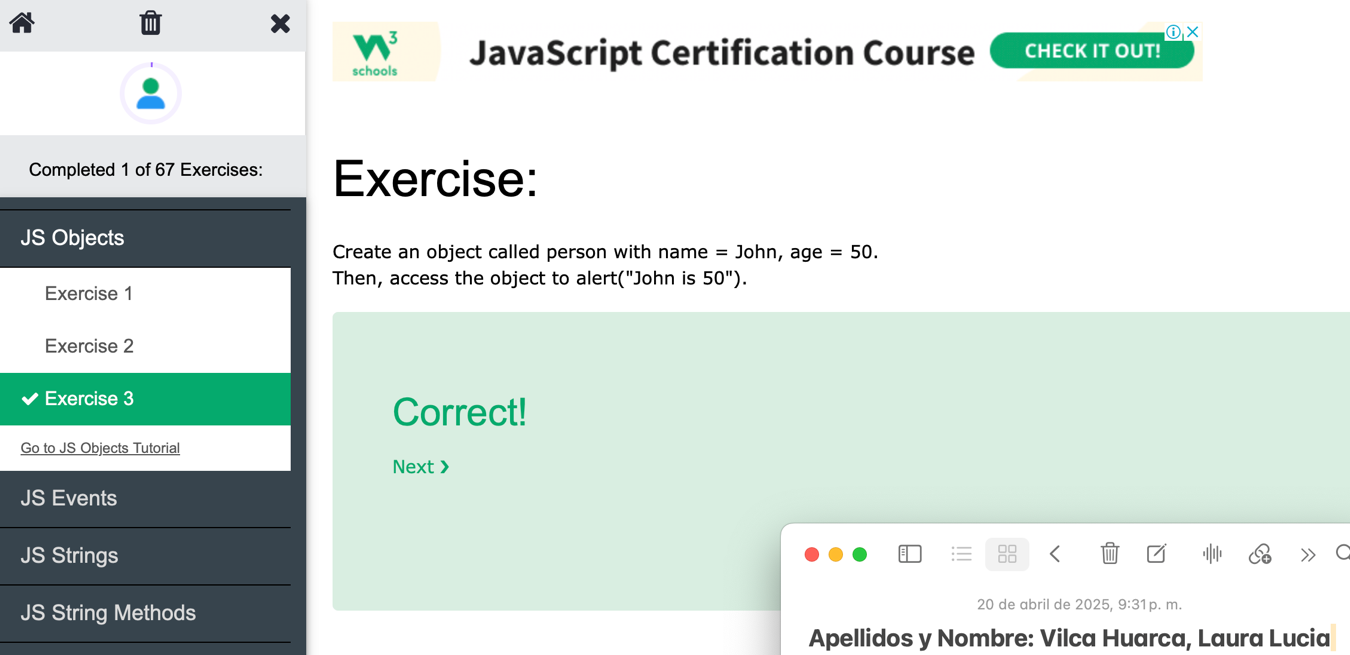 W3
schools
JavaScript Certification Course
CHECK IT OUT!
Completed 1 of 67 Exercises:
JS Objects
Exercise 1
Exercise 2
Exercise 3
Go to JS Objects Tutorial
JS Events
JS Strings
JS String Methods
Exercise:
Create an object called person with name = John, age = 50.
Then, access the object to alert("John is 50").
Correct!
Next ❯
20 de abril de 2025, 9:31 p. m.
Apellidos y Nombre: Vilca Huarca, Laura Lucia